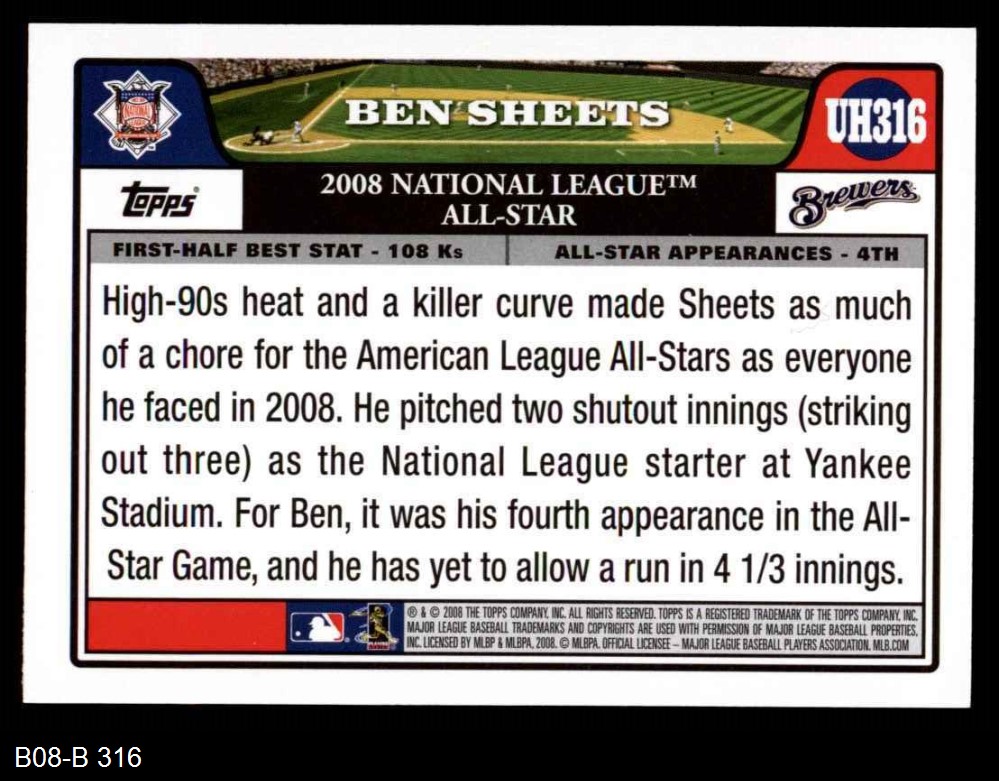 BEN SHEETS
UH316
NATIONAL LEAGUE
Topps®
2008 NATIONAL LEAGUE™
ALL-STAR
Brewers
FIRST-HALF BEST STAT - 108 Ks
ALL-STAR APPEARANCES - 4TH
High-90s heat and a killer curve made Sheets as much
of a chore for the American League All-Stars as everyone
he faced in 2008. He pitched two shutout innings (striking
out three) as the National League starter at Yankee
Stadium. For Ben, it was his fourth appearance in the All-
Star Game, and he has yet to allow a run in 4 1/3 innings.
® & © 2008 THE TOPPS COMPANY, INC. ALL RIGHTS RESERVED. TOPPS IS A REGISTERED TRADEMARK OF THE TOPPS COMPANY, INC.
MAJOR LEAGUE BASEBALL TRADEMARKS AND COPYRIGHTS ARE USED WITH PERMISSION OF MAJOR LEAGUE BASEBALL PROPERTIES,
INC. LICENSED BY MLBP & MLBPA, 2008. © MLBPA. OFFICIAL LICENSEE – MAJOR LEAGUE BASEBALL PLAYERS ASSOCIATION. MLB.COM
B08-B 316